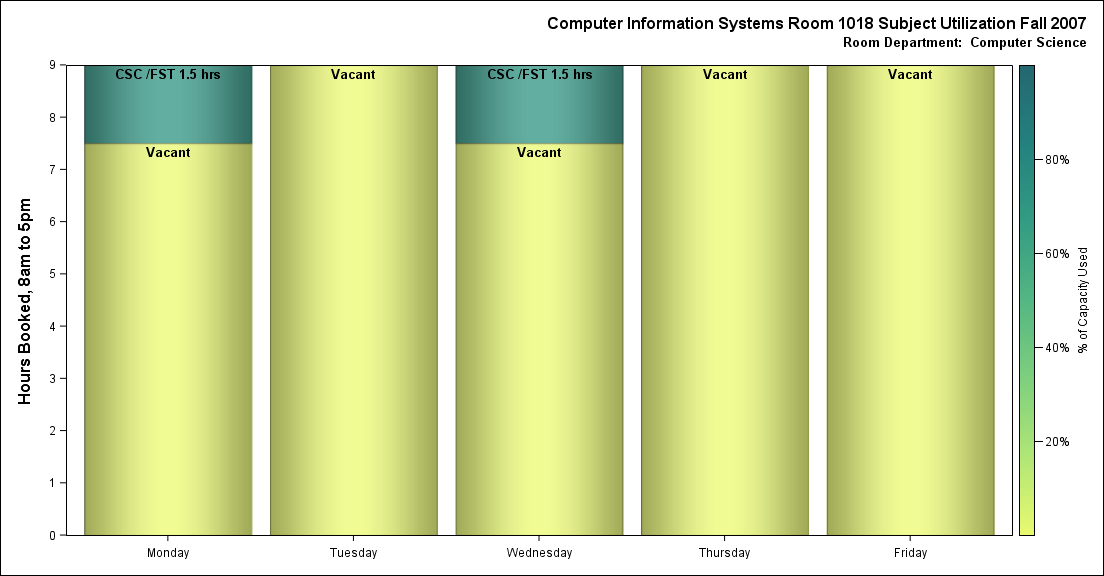 Computer Information Systems Room 1018 Subject Utilization Fall 2007
Room Department:  Computer Science
Hours Booked, 8am to 5pm
9
8
7
6
5
4
3
2
1
0
CSC /FST 1.5 hrs
Vacant
Vacant
CSC /FST 1.5 hrs
Vacant
Vacant
Vacant
Monday
Tuesday
Wednesday
Thursday
Friday
80%
60%
40%
20%
% of Capacity Used